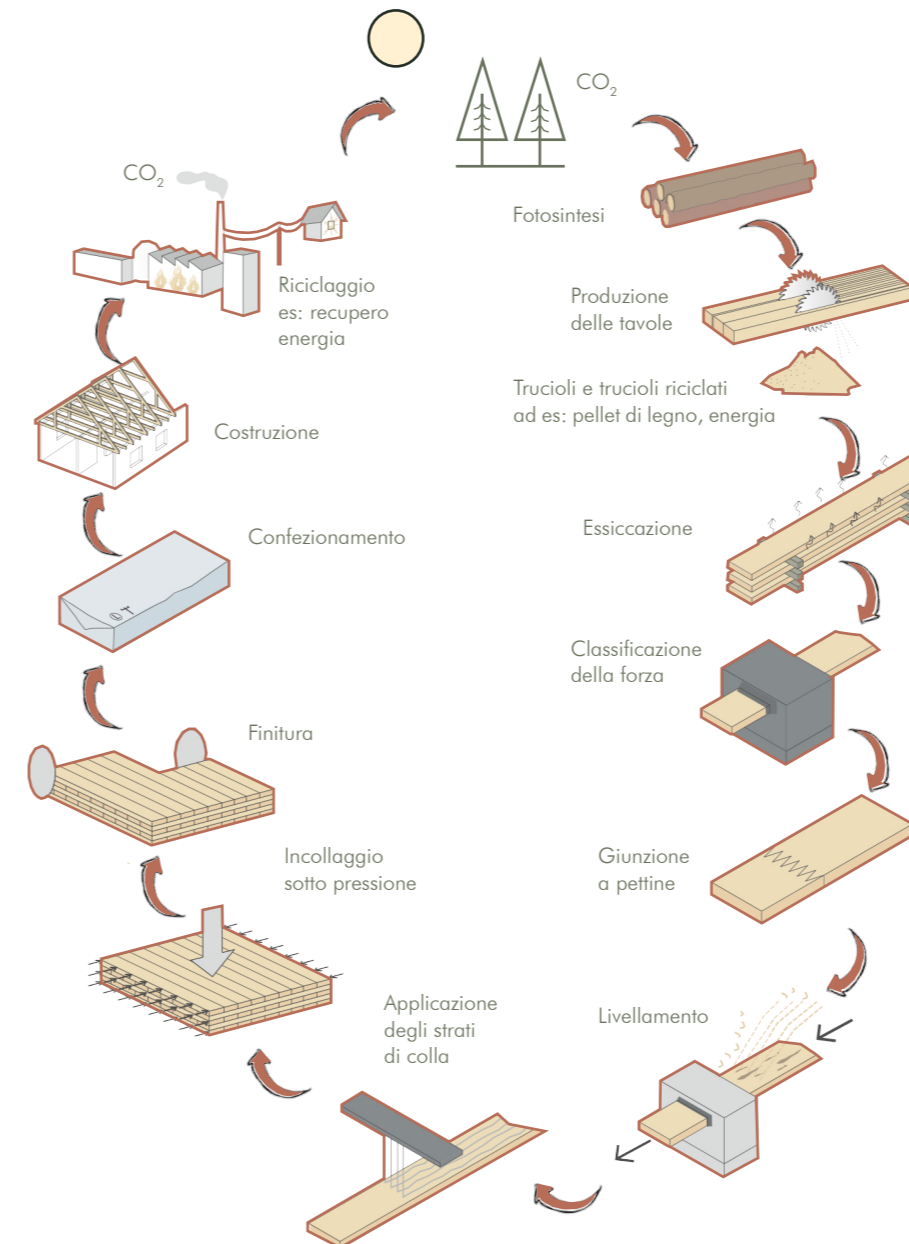 CO₂
Fotosintesi
Produzione
delle tavole
Trucioli e trucioli riciclati
ad es: pellet di legno, energia
Essiccazione
Classificazione
della forza
Giunzione
a pettine
Livellamento
Applicazione
degli strati
di colla
Incollaggio
sotto pressione
Finitura
Confezionamento
Costruzione
Riciclaggio
es: recupero
energia
CO₂